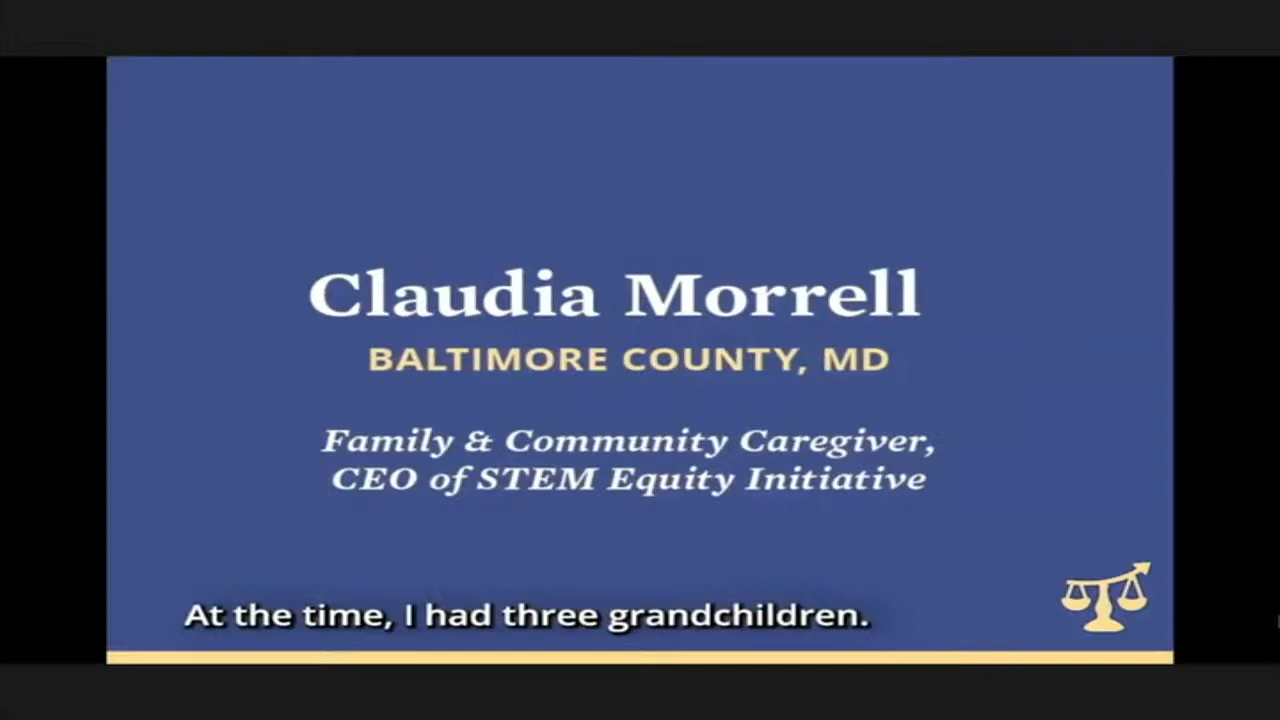 Claudia Morrell
BALTIMORE COUNTY, MD
Family & Community Caregiver,
CEO of STEM Equity Initiative
At the time, I had three grandchildren.